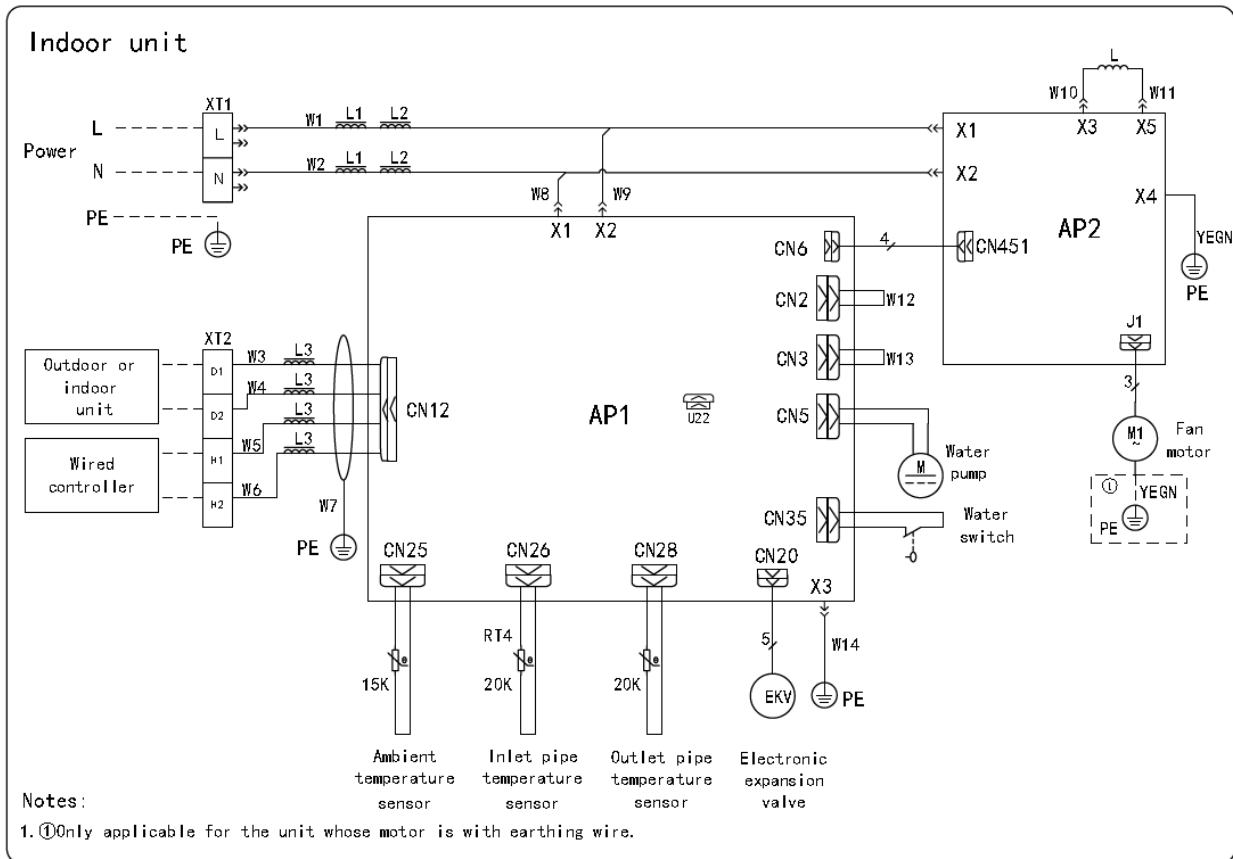 Indoor unit
L
W10
W11
XT1
L
W1
L1
L2
L
X1
X3
X5
Power
N
W2
L1
L2
N
X2
W8
W9
X4
PE
PE
X1
X2
AP2
YEGN
CN6
4
CN451
PE
CN2
W12
J1
XT2
CN3
W13
Outdoor or
indoor
unit
D1
W3
L3
D2
W4
L3
CN12
AP1
U22
CN5
3
M1
~
Fan
motor
Wired
controller
H1
W5
L3
H2
W6
L3
M
Water
pump
① YEGN
PE
W7
PE
CN35
Water
switch
CN25
CN26
CN28
CN20
X3
RT4
5
W14
15K
20K
20K
EKV
PE
Ambient
temperature
sensor
Inlet pipe
temperature
sensor
Outlet pipe
temperature
sensor
Electronic
expansion
valve
Notes:
1. ①Only applicable for the unit whose motor is with earthing wire.